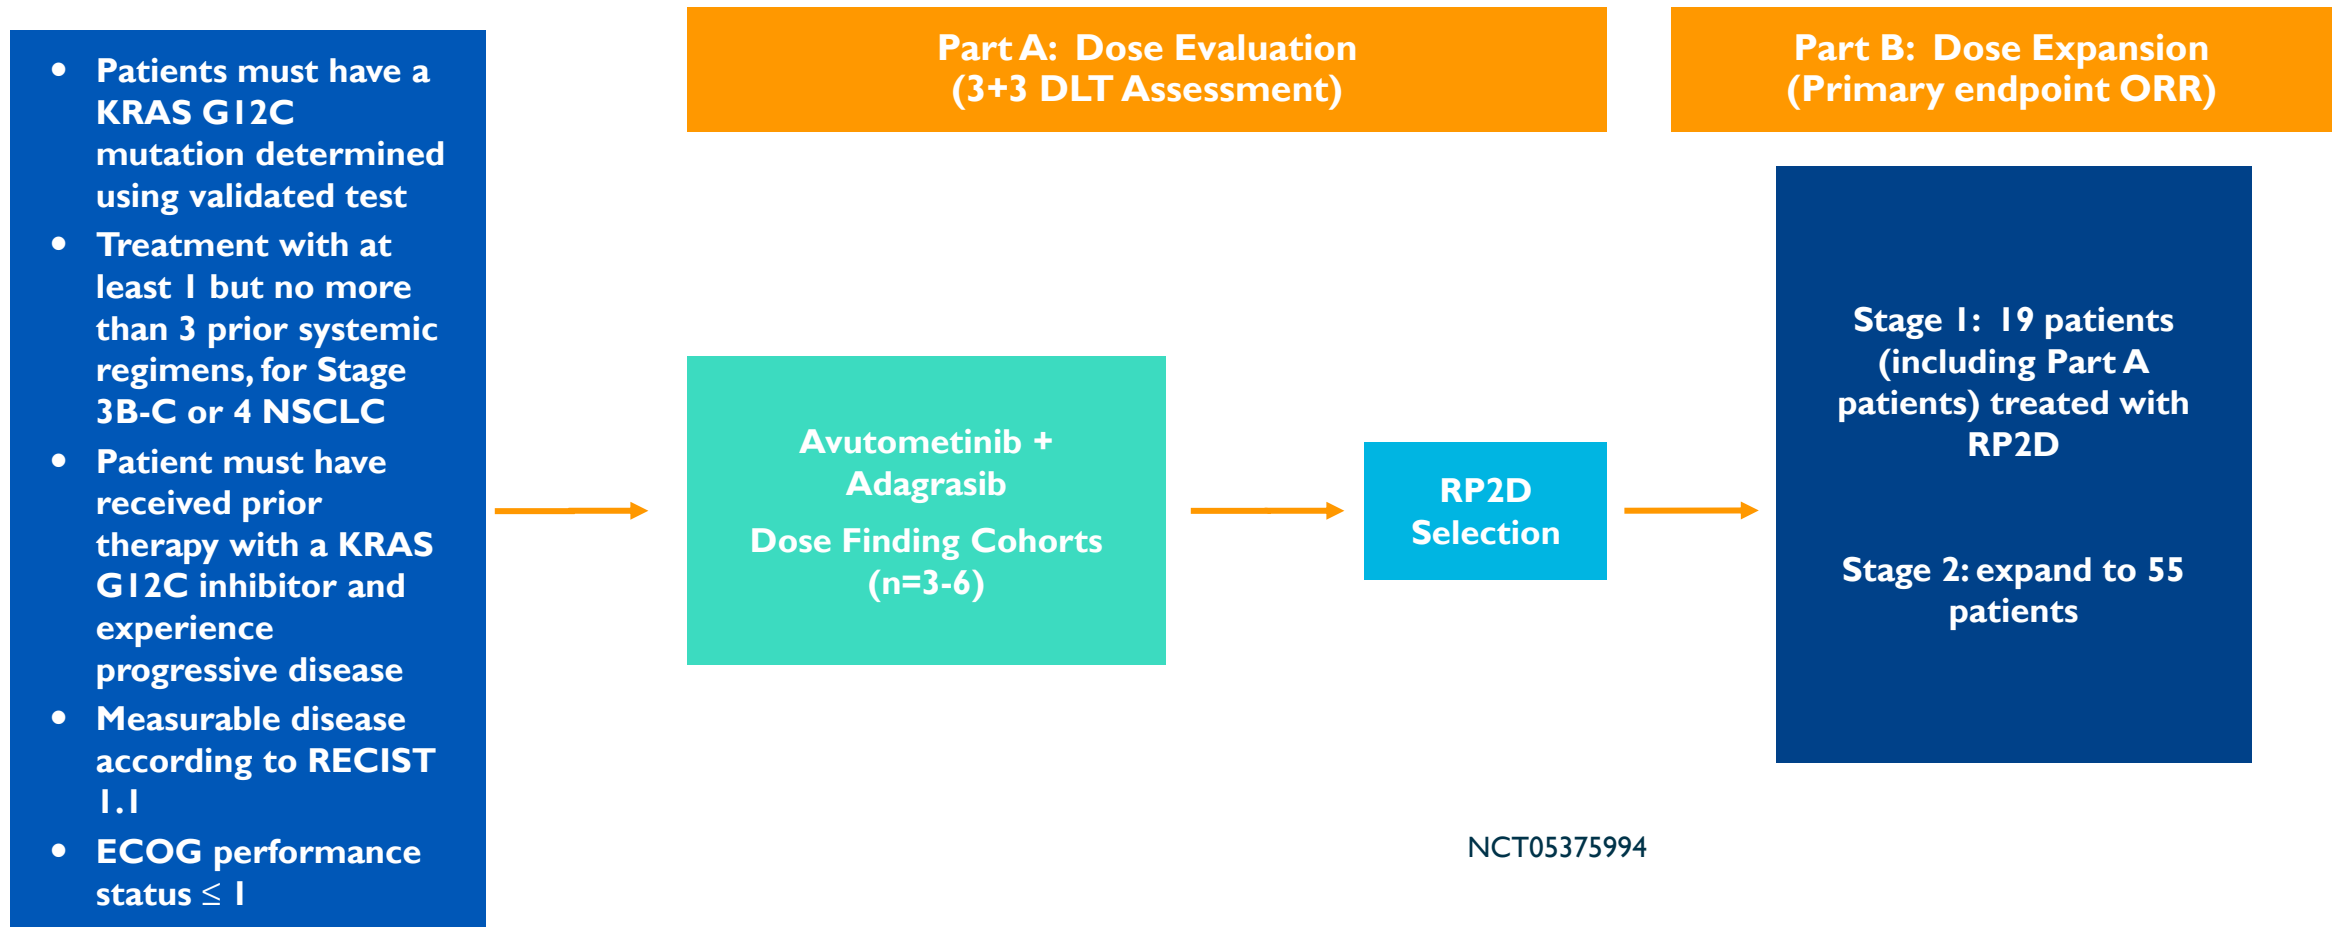 • Patients must have a
KRAS G12C
mutation determined
using validated test
• Treatment with at
least 1 but no more
than 3 prior systemic
regimens, for Stage
3B-C or 4 NSCLC
• Patient must have
received prior
therapy with a KRAS
G12C inhibitor and
experience
progressive disease
• Measurable disease
according to RECIST
1.1
• ECOG performance
status ≤ 1
Part A: Dose Evaluation
(3+3 DLT Assessment)
Avutometinib +
Adagrasib
Dose Finding Cohorts
(n=3-6)
RP2D
Selection
Part B: Dose Expansion
(Primary endpoint ORR)
Stage 1: 19 patients
(including Part A
patients) treated with
RP2D
Stage 2: expand to 55
patients
NCT05375994